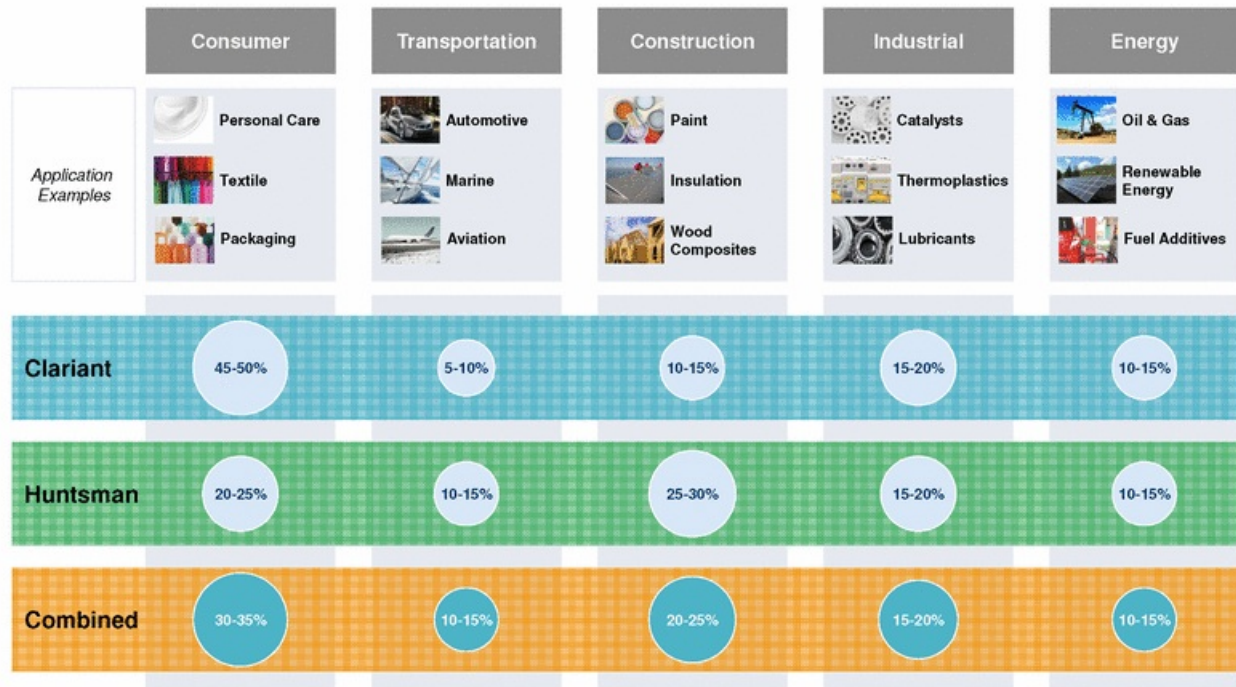 Consumer
Transportation
Construction
Industrial
Energy
Application
Examples
Personal Care
Textile
Packaging
Automotive
Marine
Aviation
Paint
Insulation
Wood
Composites
Catalysts
Thermoplastics
Lubricants
Oil & Gas
Renewable
Energy
Fuel Additives
Clariant
45-50%
5-10%
10-15%
15-20%
10-15%
Huntsman
20-25%
10-15%
25-30%
15-20%
10-15%
Combined
30-35%
10-15%
20-25%
15-20%
10-15%